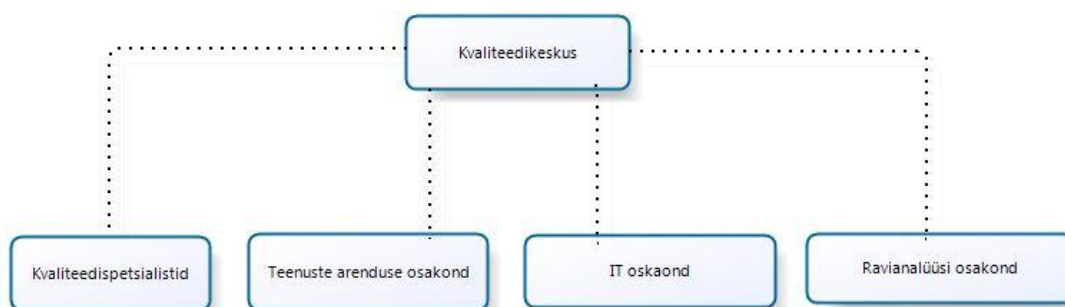 Kvaliteedikeskus
Kvaliteedispetsialistid
Teenuste arenduse osakond
IT oskaond
Ravianalüüsi osakond